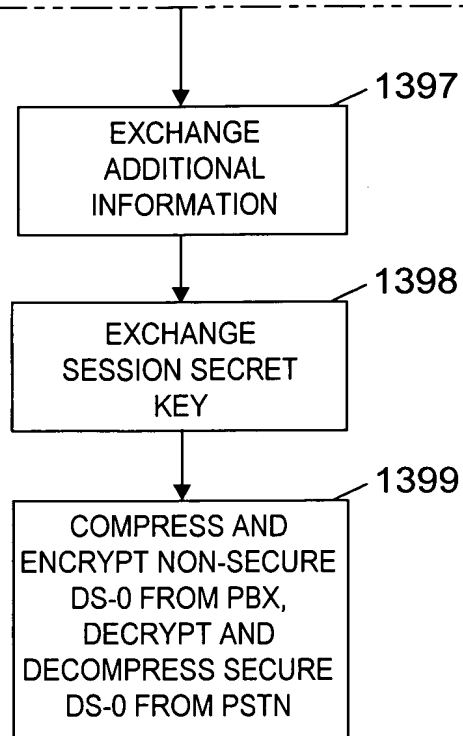 1397
EXCHANGE
ADDITIONAL
INFORMATION
1398
EXCHANGE
SESSION SECRET
KEY
1399
COMPRESS AND
ENCRYPT NON-SECURE
DS-0 FROM PBX,
DECRYPT AND
DECOMPRESS SECURE
DS-0 FROM PSTN